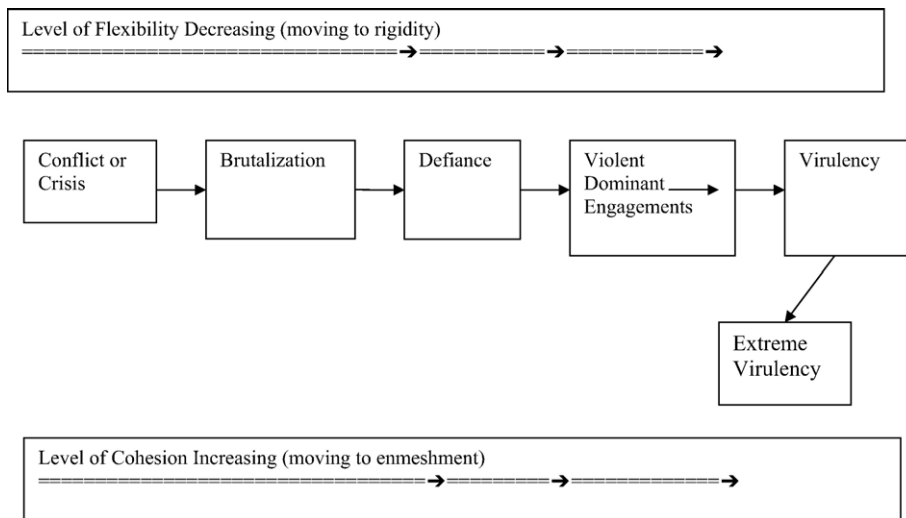 Level of Flexibility Decreasing (moving to rigidity)
=================================➔===========➔============➔
Conflict or
Crisis
Brutalization
Defiance
Violent
Dominant
Engagements
Virulency
Extreme
Virulency
Level of Cohesion Increasing (moving to enmeshment)
==================================➔=========➔=============➔